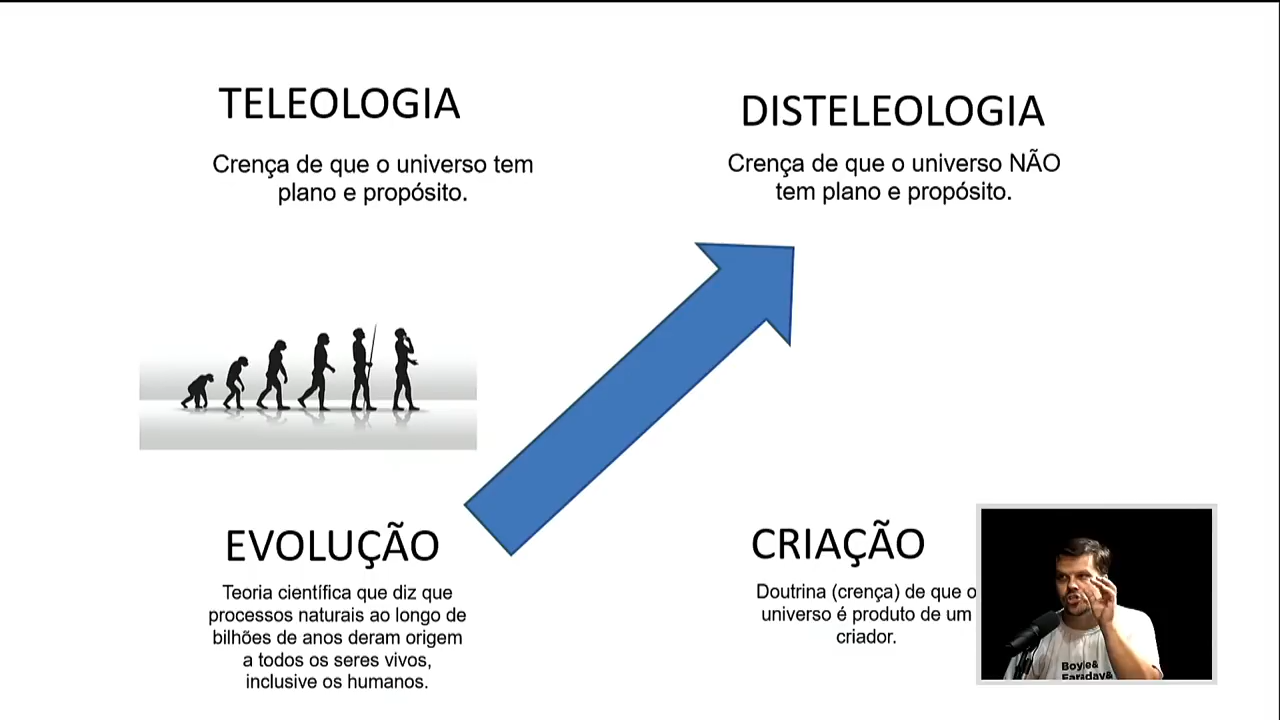 TELEOLOGIA
Crença de que o universo tem
plano e propósito.
DISTELEOLOGIA
Crença de que o universo NÃO
tem plano e propósito.
EVOLUÇÃO
Teoria científica que diz que
processos naturais ao longo de
bilhões de anos deram origem
a todos os seres vivos,
inclusive os humanos.
CRIAÇÃO
Doutrina (crença) de que o
universo é produto de um
criador.
Boyle&
Faraday&